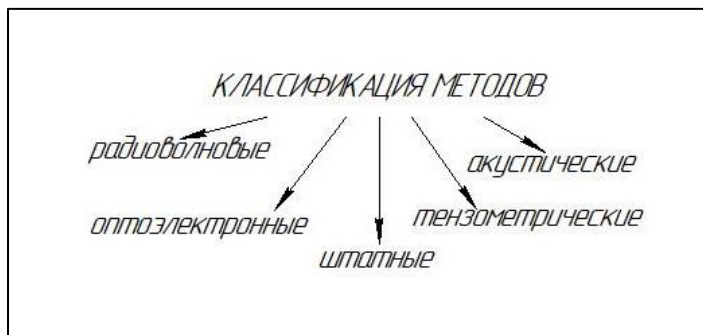 КЛАССИФИКАЦИЯ МЕТОДОВ
радиоволновые
акустические
оптоэлектронные
тензометрические
штатные